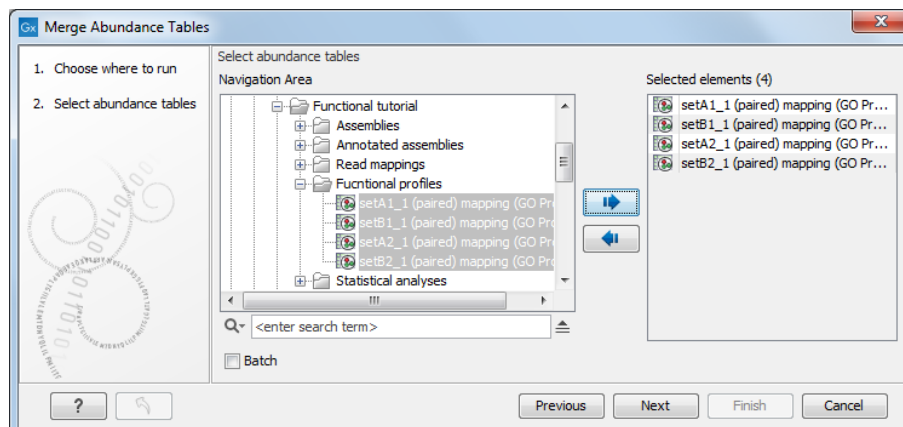 Gx Merge Abundance Tables
1. Choose where to run
2. Select abundance tables
Select abundance tables
Navigation Area
Functional tutorial
Assemblies
Annotated assemblies
Read mappings
Fucntional profiles
setA1_1 (paired) mapping (GO Pr
setB1_1 (paired) mapping (GO Pr
setA2_1 (paired) mapping (GO Pr
setB2_1 (paired) mapping (GO Pr
Statistical analyses
<enter search term>
Batch
Selected elements (4)
setA1_1 (paired) mapping (GO Pr...
setB1_1 (paired) mapping (GO Pr...
setA2_1 (paired) mapping (GO Pr...
setB2_1 (paired) mapping (GO Pr...
?
Previous
Next
Finish
Cancel